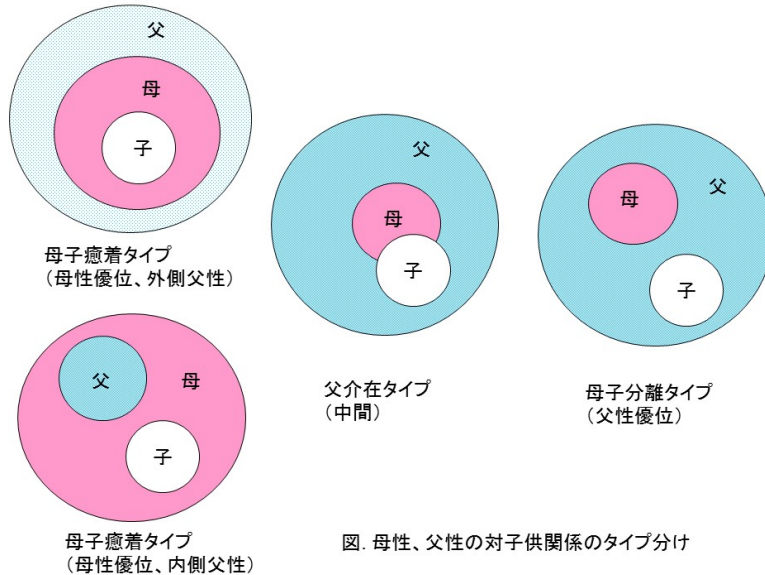 父
母
子
母子癒着タイプ
（母性優位、外側父性）
父
母
子
父介在タイプ
（中間）
父
母
子
母子分離タイプ
（父性優位）
父
母
子
母子癒着タイプ
（母性優位、内側父性）
図. 母性、父性の対子供関係のタイプ分け